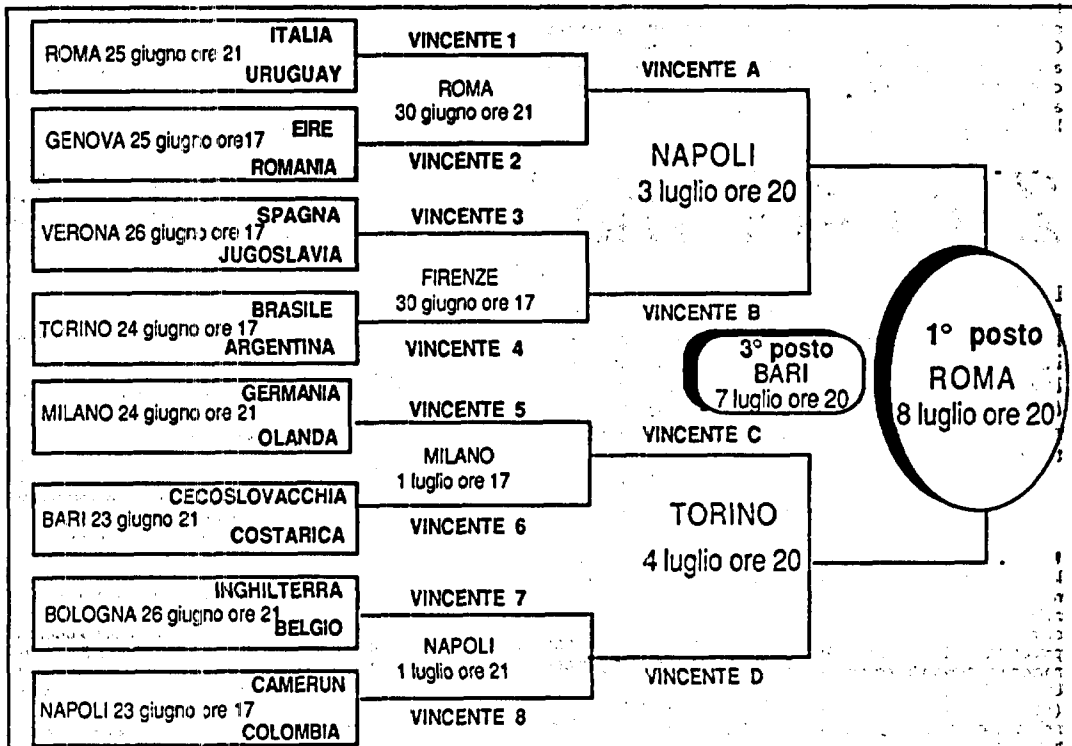 ITALIA
ROMA 25 giugno ore 21
URUGUAY
EIRE
GENOVA 25 giugno ore17
ROMANIA
SPAGNA
VERONA 26 giugno ore 17
JUGOSLAVIA
BRASILE
TORINO 24 giugno ore 17
ARGENTINA
GERMANIA
MILANO 24 giugno ore 21
OLANDA
CECOSLOVACCHIA
BARI 23 giugno 21
COSTARICA
INGHILTERRA
BOLOGNA 26 giugno ore 21
BELGIO
CAMERUN
NAPOLI 23 giugno ore 17
COLOMBIA
VINCENTE 1
ROMA
30 giugno ore 21
VINCENTE 2
VINCENTE 3
FIRENZE
30 giugno ore 17
VINCENTE 4
VINCENTE 5
MILANO
1 luglio ore 17
VINCENTE 6
VINCENTE 7
NAPOLI
1 luglio ore 21
VINCENTE 8
VINCENTE A
NAPOLI
3 luglio ore 20
VINCENTE B
3° posto
BARI
7 luglio ore 20
VINCENTE C
TORINO
4 luglio ore 20
VINCENTE D
1° posto
ROMA
8 luglio ore 20